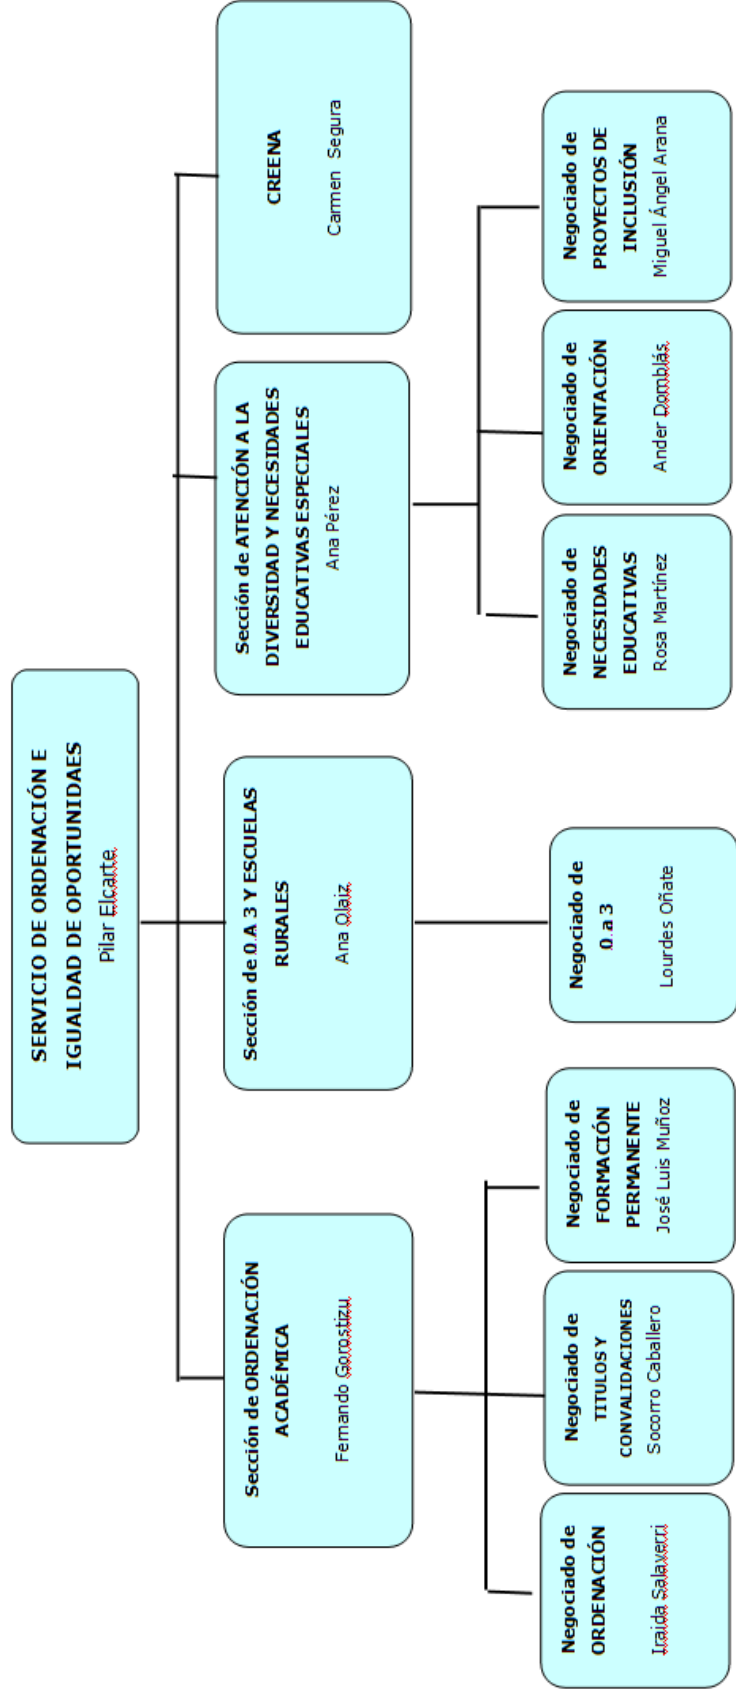 SERVICIO DE ORDENACIÓN E
IGUALDAD DE OPORTUNIDAES
Pilar Elcarte
Sección de ORDENACIÓN
ACADÉMICA
Fernando Gorostizu
Sección de 0 A 3 Y ESCUELAS
RURALES
Ana Olaiz
Sección de ATENCIÓN A LA
DIVERSIDAD Y NECESIDADES
EDUCATIVAS ESPECIALES
Ana Pérez
CREENA
Carmen Segura
Negociado de
ORDENACIÓN
Iraida Salaverri
Negociado de
TITULOS Y
CONVALIDACIONES
Socorro Caballero
Negociado de
FORMACIÓN
PERMANENTE
José Luis Muñoz
Negociado de
0 a 3
Lourdes Oñate
Negociado de
NECESIDADES
EDUCATIVAS
Rosa Martínez
Negociado de
ORIENTACIÓN
Ander Domblás
Negociado de
PROYECTOS DE
INCLUSIÓN
Miguel Ángel Arana